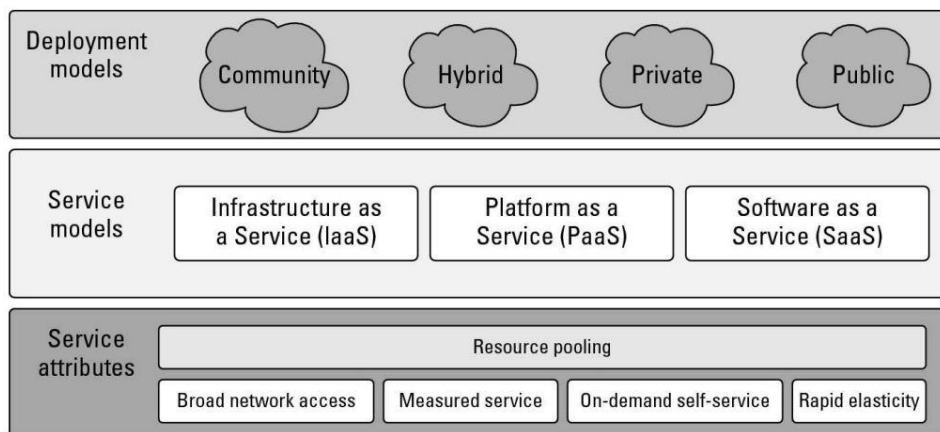 Deployment
models
Community
Hybrid
Private
Public
Service
models
Infrastructure as
a Service (IaaS)
Platform as a
Service (PaaS)
Software as a
Service (SaaS)
Service
attributes
Resource pooling
Broad network access
Measured service
On-demand self-service
Rapid elasticity